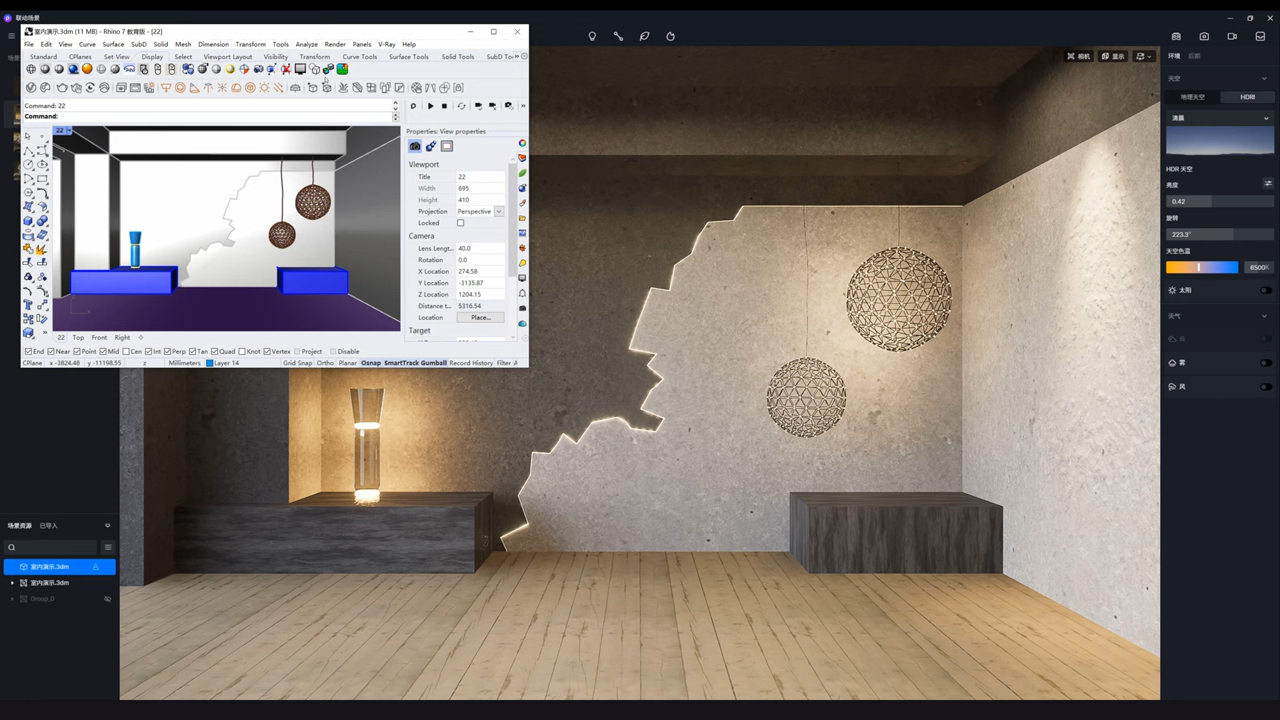 联动场景
室内演示.3dm (11 MB) - Rhino 7 教育版 - [22]
File Edit View Curve Surface SubD Solid Mesh Dimension Transform Tools Analyze Render Panels V-Ray Help
Standard CPlanes Set View Display Select Viewport Layout Visibility Transform Curve Tools Surface Tools Solid Tools SubD To
Command: 22
Command:
22
Properties: View properties
Viewport
Title 22
Width 695
Height 410
Projection Perspective
Locked
Camera
Lens Lengt... 40.0
Rotation 0.0
X Location 274.58
Y Location -3135.87
Z Location 1204.15
Distance t... 5316.54
Location Place...
Target
22 Top Front Right
End Near Point Mid Cen Int Perp Tan Quad Knot Vertex Project Disable
CPlane x -3824.48 y -11198.55 z Millimeters Layer 14 Grid Snap Ortho Planar Osnap SmartTrack Gumball Record History Filter
相机 显示
环境 后期
天空
地理天空 HDRI
清晨
HDR 天空
亮度
0.42
旋转
223.3°
天空色温
6500
太阳
天气
云
雾
风
场景资源 已导入
室内演示.3dm
室内演示.3dm
Group_0